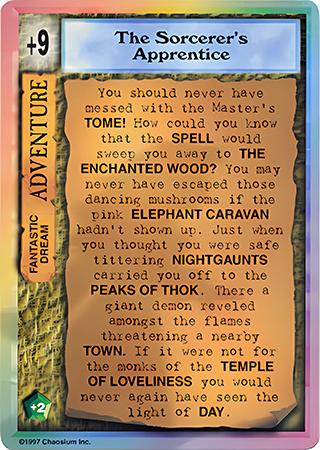 +9
The Sorcerer's
Apprentice
ADVENTURE
FANTASTIC
DREAM
You should never have
messed with the Master's
TOME! How could you know
that the SPELL would
sweep you away to THE
ENCHANTED WOOD? You may
never have escaped those
dancing mushrooms if the
pink ELEPHANT CARAVAN
hadn't shown up. Just when
you thought you were safe
tittering NIGHTGAUNTS
carried you off to the
PEAKS OF THOK. There a
giant demon reveled
amongst the flames
threatening a nearby
TOWN. If it were not for
the monks of the TEMPLE
OF LOVELINESS you would
never again have seen the
light of DAY.
+2
©1997 Chaosium Inc.